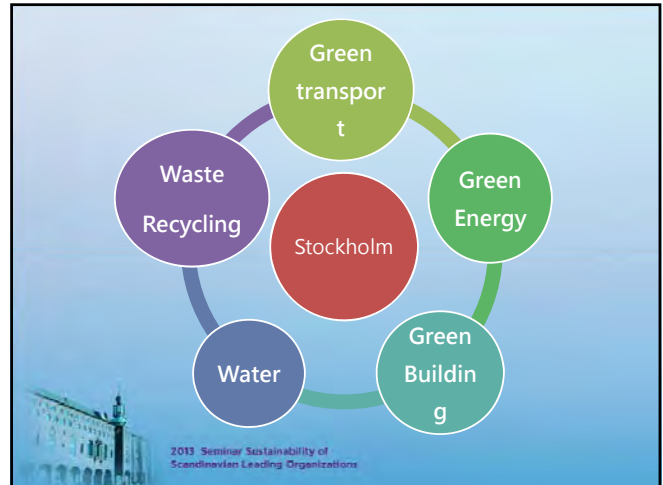 Green
transpor
t
Waste
Recycling
Green
Energy
Stockholm
Water
Green
Buildin
g
2013 Seminar Sustainability of
Scandinavian Leading Organizations